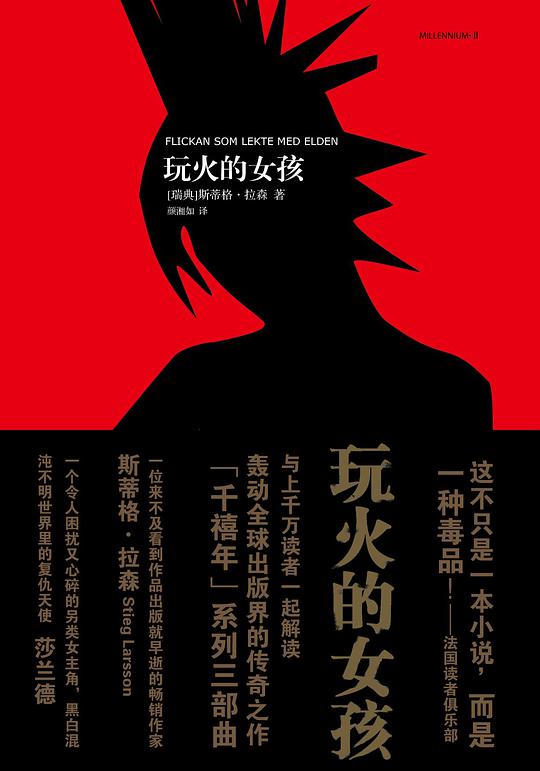 MILLENNIUM·Ⅱ
FLICKAN SOM LEKTE MED ELDEN
玩火的女孩
[瑞典]斯蒂格·拉森 著
颜湘如 译
这不只是一本小说，而是
一种毒品！——法国读者俱乐部
玩火的女孩
与上千万读者一起解读
轰动全球出版界的传奇之作
「千禧年」系列三部曲
一位来不及看到作品出版就早逝的畅销作家
斯蒂格·拉森 Stieg Larsson
一个令人困扰又心碎的另类女主角，黑白混
沌不明世界里的复仇天使 莎兰德